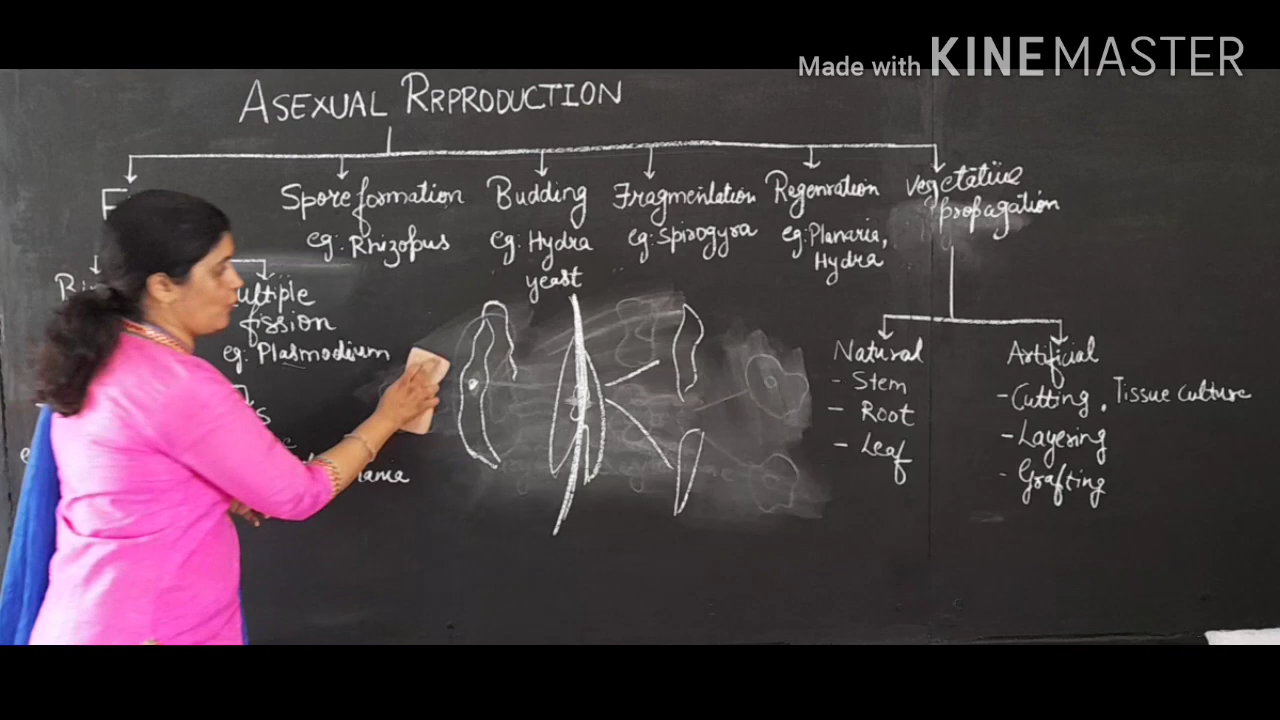 Made with KINEMASTER
ASEXUAL RRPRODUCTION
Spore formation
eg: Rhizopus
Budding
eg: Hydra
yeast
Fragmentation
eg: Spirogyra
Regenration
eg: Planaria,
Hydra
Vegetative
propagation
fission
eg: Plasmodium
Natural
- Stem
- Root
- Leaf
Artificial
- Cutting, Tissue culture
- Layering
- Grafting